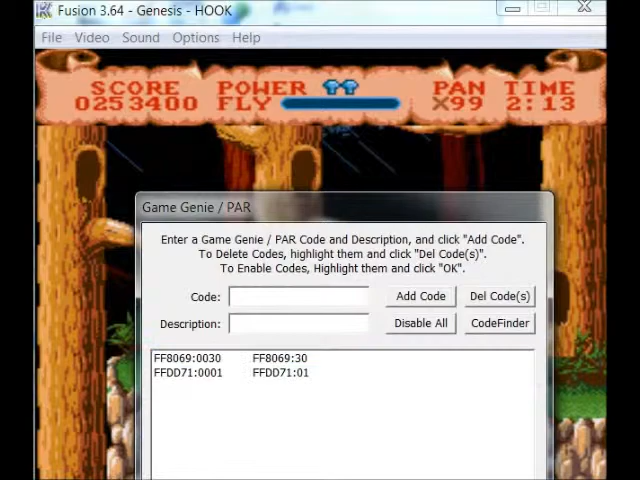 Fusion 3.64 - Genesis - HOOK
File Video Sound Options Help
SCORE POWER PAN TIME
0253400 FLY X99 2:13
Game Genie / PAR
Enter a Game Genie / PAR Code and Description, and click "Add Code".
To Delete Codes, highlight them and click "Del Code(s)".
To Enable Codes, Highlight them and click "OK".
Code: Add Code Del Code(s)
Description: Disable All CodeFinder
FF8069:0030 FF8069:30
FFDD71:0001 FFDD71:01